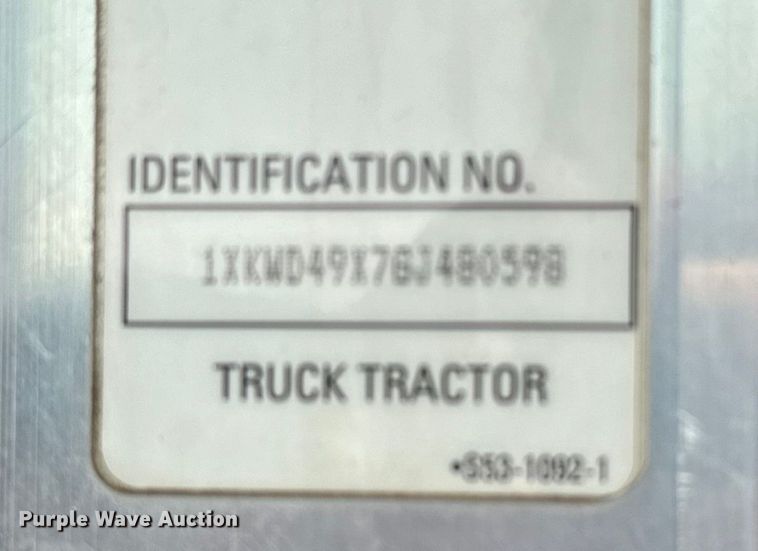 IDENTIFICATION NO.
1XKWD49X7GJ480598
TRUCK TRACTOR
•S53-1092-1
Purple Wave Auction